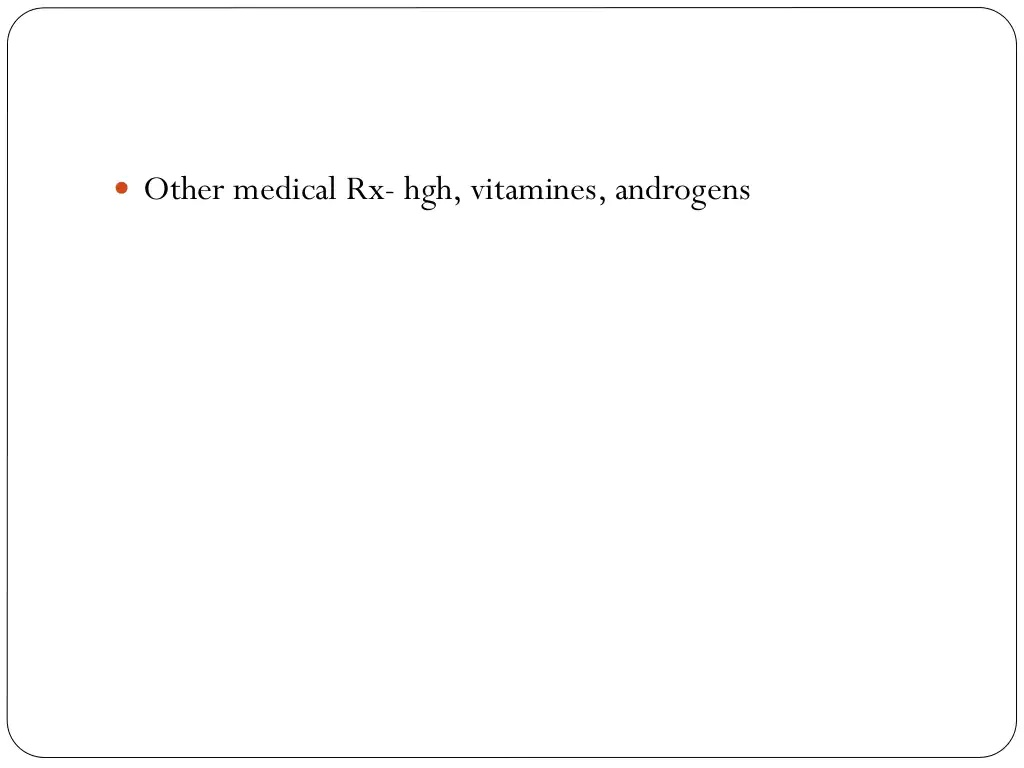 Other medical Rx- hgh, vitamines, androgens